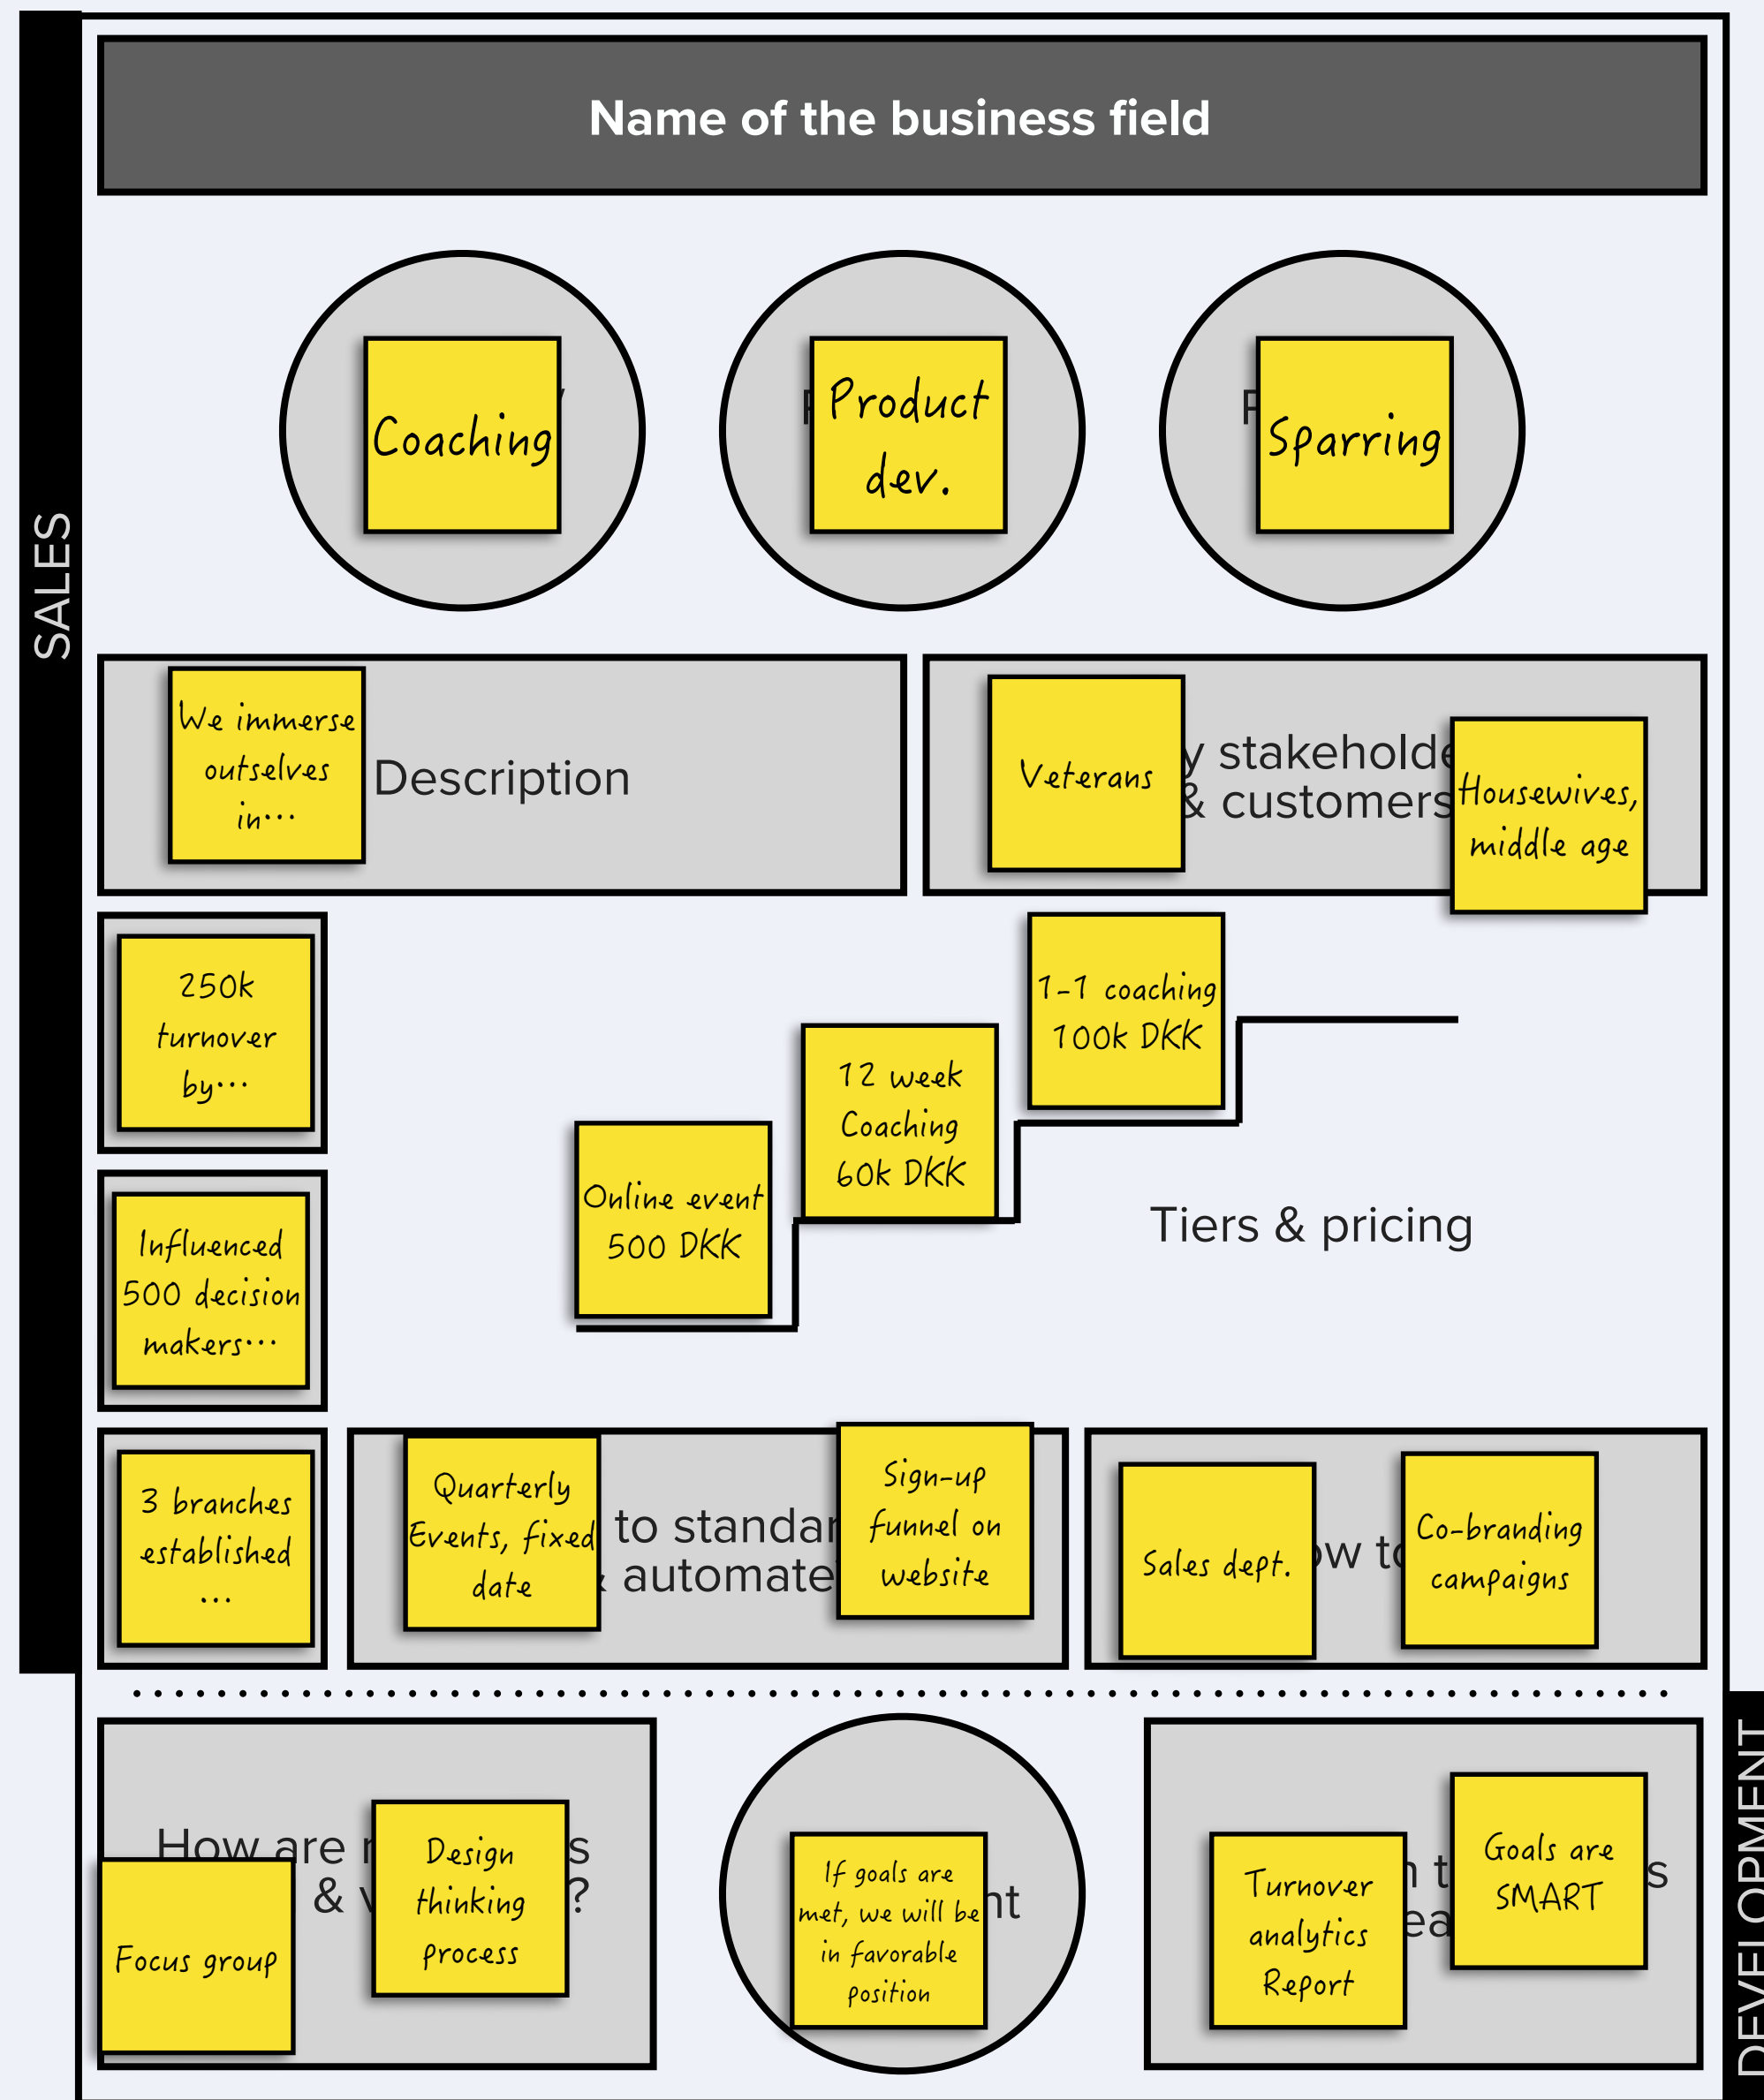 Name of the business field
SALES
Coaching
Product
dev.
Sparring
We immerse
outselves
in...
Description
Veterans
y stakeholde
& customers
Housewives,
middle age
250k
turnover
by...
1-1 coaching
100k DKK
12 week
Coaching
60k DKK
Online event
500 DKK
Tiers & pricing
Influenced
500 decision
makers...
3 branches
established
...
Quarterly
Events, fixed
date
to standar
& automate
Sign-up
funnel on
website
Sales dept.
Co-branding
campaigns
How are
&
?
Focus group
Design
thinking
process
If goals are
met, we will be
in favorable
position
Turnover
analytics
Report
Goals are
SMART
DEVELOPMENT